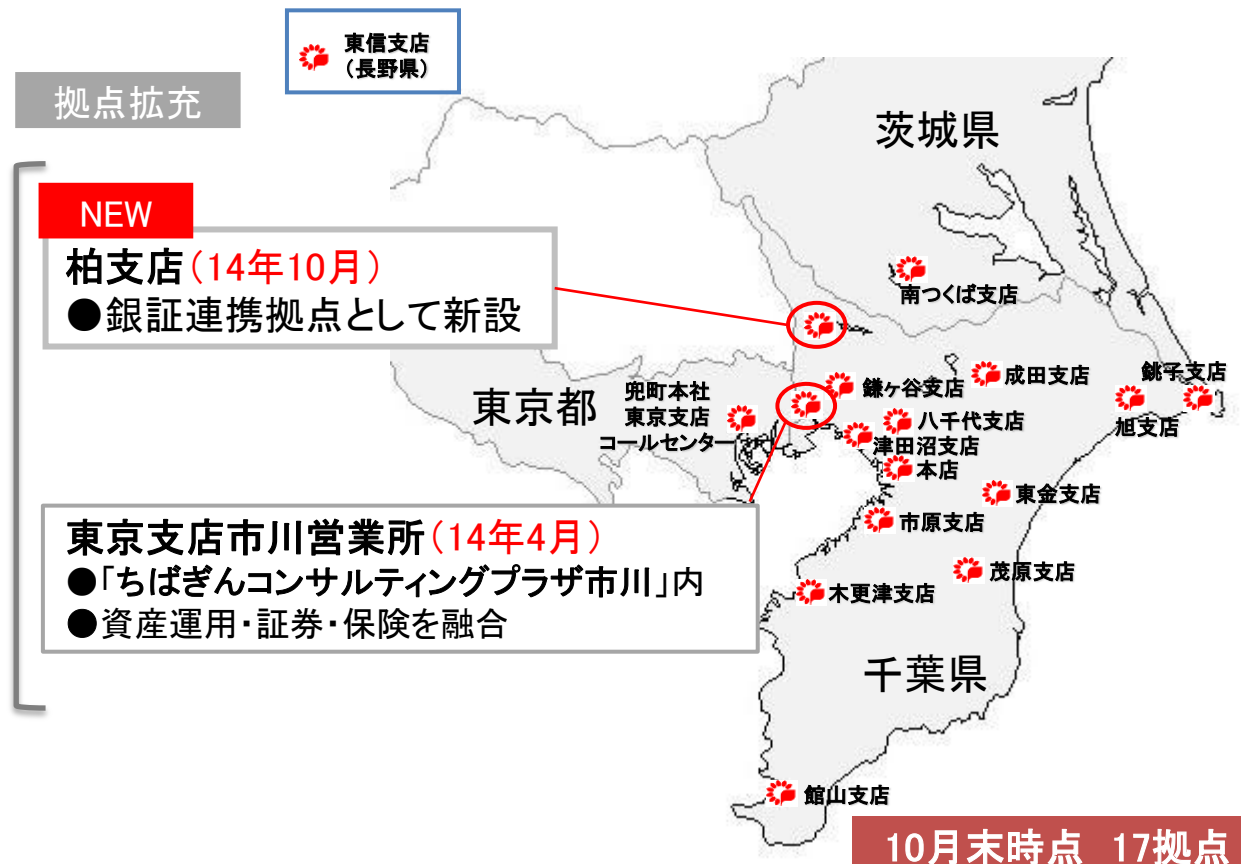 東信支店
（長野県）
拠点拡充
茨城県
NEW
柏支店（14年10月）
●銀証連携拠点として新設
南つくば支店
東京都
兜町本社
東京支店
コールセンター
鎌ヶ谷支店
成田支店
銚子支店
旭支店
八千代支店
津田沼支店
本店
東金支店
市原支店
東京支店市川営業所（14年4月）
●「ちばぎんコンサルティングプラザ市川」内
●資産運用・証券・保険を融合
茂原支店
木更津支店
千葉県
館山支店
10月末時点 17拠点